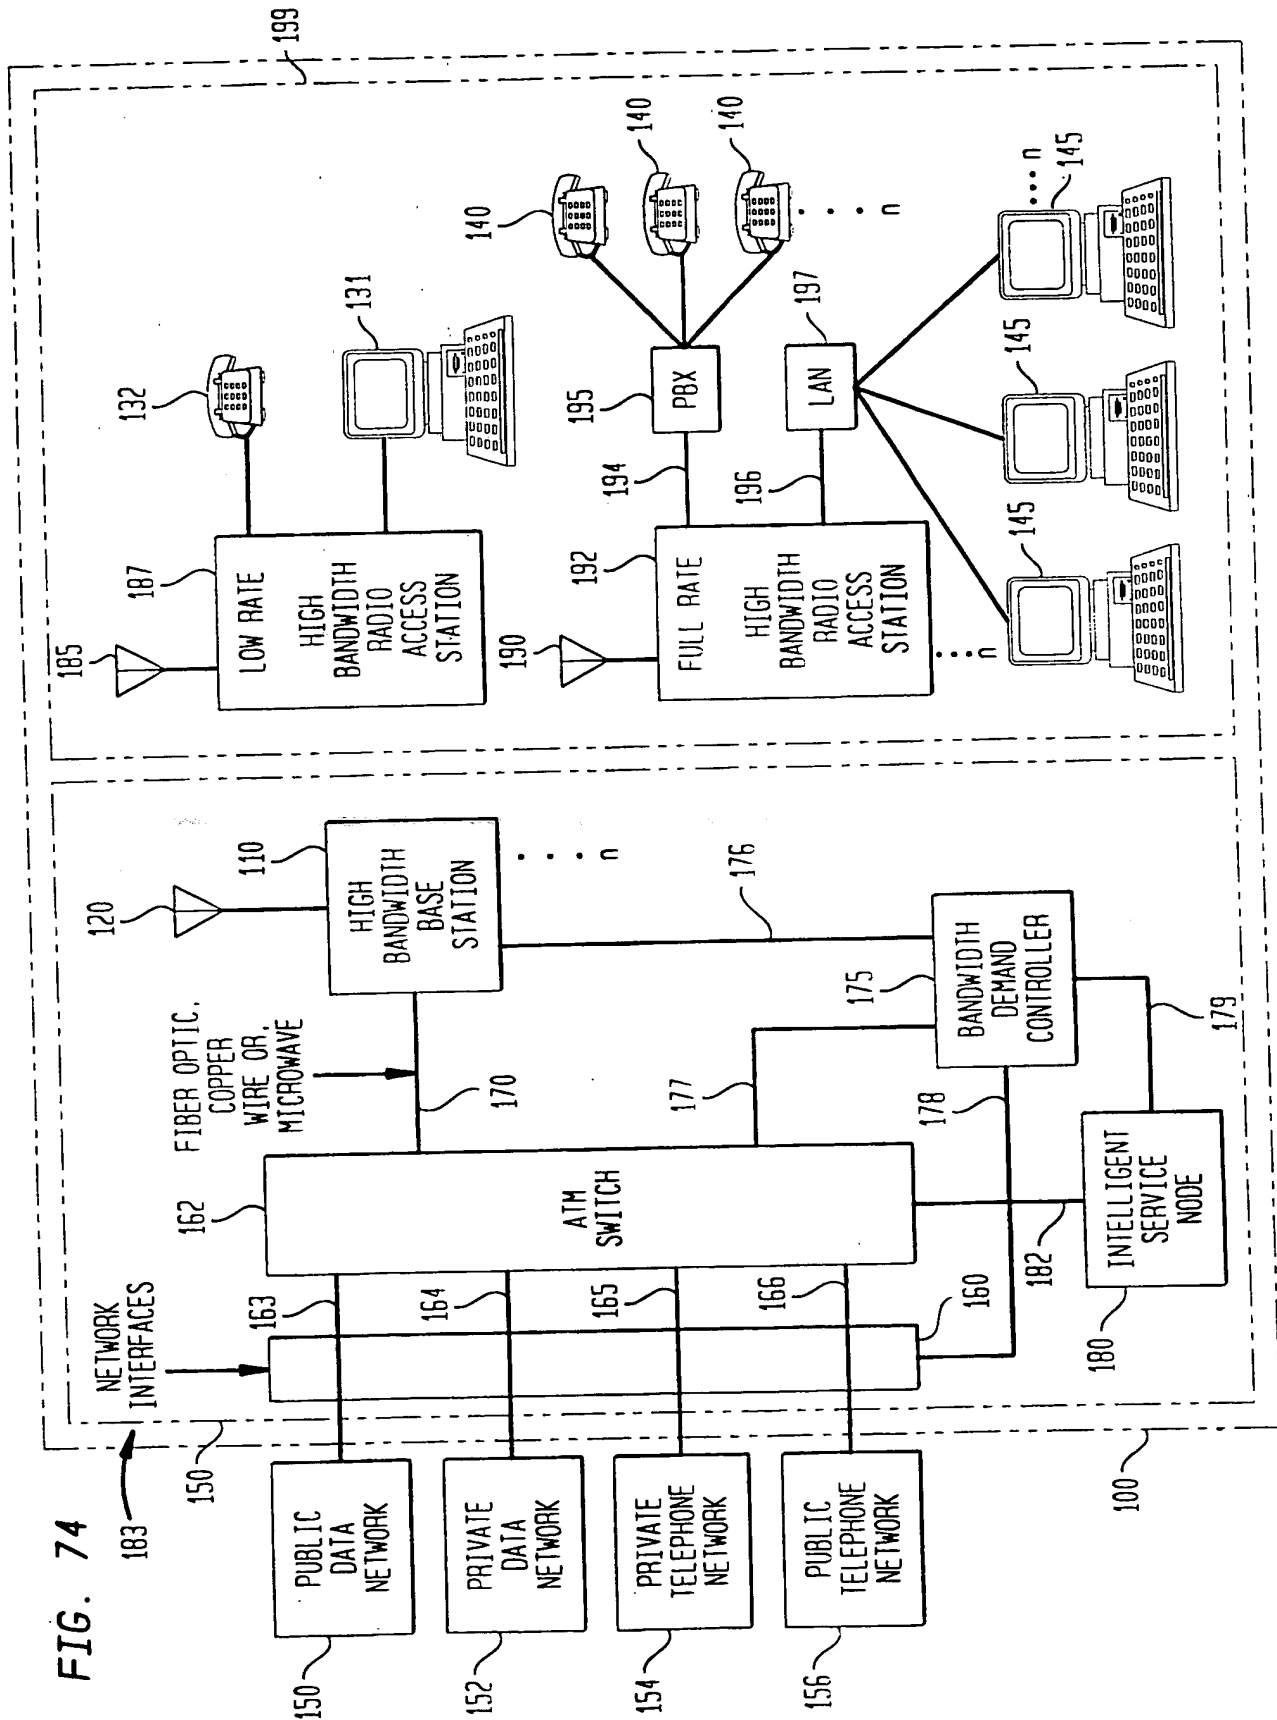 FIG. 74
183
NETWORK
INTERFACES
150
150
PUBLIC
DATA
NETWORK
152
PRIVATE
DATA
NETWORK
154
PRIVATE
TELEPHONE
NETWORK
156
PUBLIC
TELEPHONE
NETWORK
100
163
164
165
166
160
162
ATM
SWITCH
FIBER OPTIC,
COPPER
WIRE OR,
MICROWAVE
170
120
110
HIGH
BANDWIDTH
BASE
STATION
n
176
177
175
BANDWIDTH
DEMAND
CONTROLLER
178
179
182
180
INTELLIGENT
SERVICE
NODE
199
185
187
LOW RATE
HIGH
BANDWIDTH
RADIO
ACCESS
STATION
132
131
190
192
FULL RATE
HIGH
BANDWIDTH
RADIO
ACCESS
STATION
n
194
195
PBX
140
140
140
n
196
197
LAN
145
145
145
n